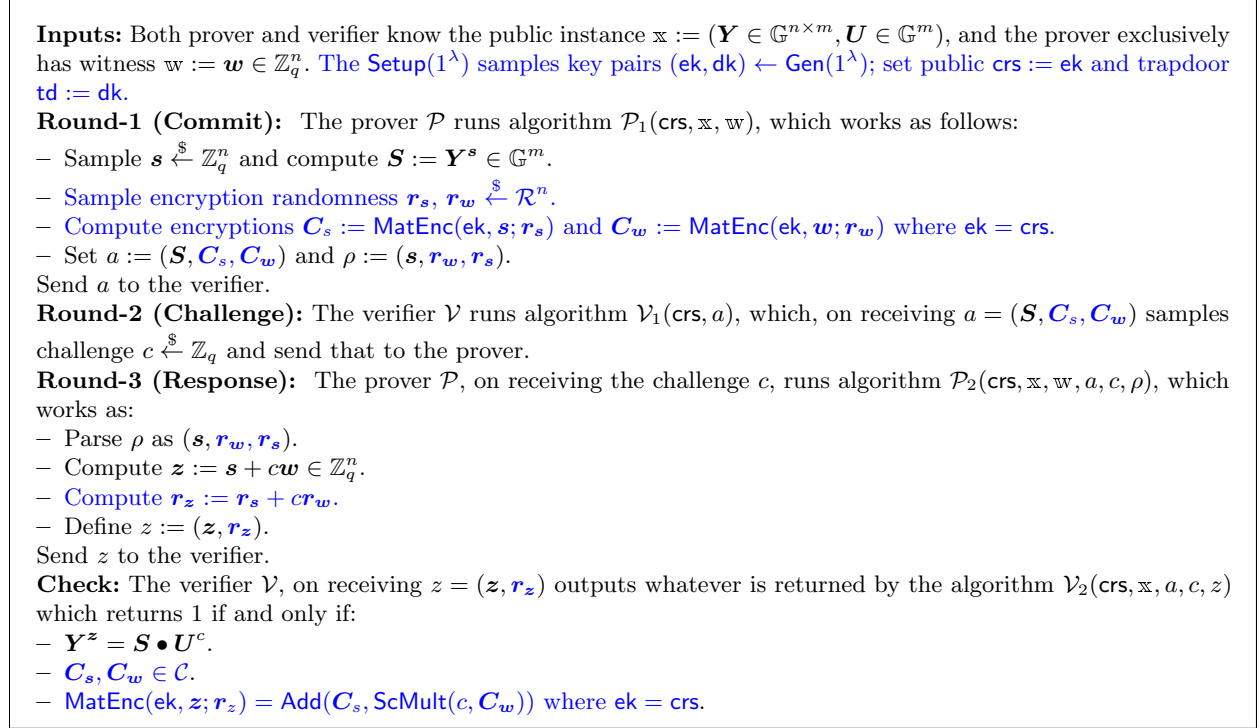 Inputs: Both prover and verifier know the public instance 𝕩 := (𝒀 ∈ 𝔾^{n×m}, 𝑼 ∈ 𝔾^m), and the prover exclusively
has witness 𝕨 := 𝒘 ∈ ℤ_q^n. The Setup(1^λ) samples key pairs (ek, dk) ← Gen(1^λ); set public crs := ek and trapdoor
td := dk.
Round-1 (Commit): The prover 𝒫 runs algorithm 𝒫_1(crs, 𝕩, 𝕨), which works as follows:
– Sample 𝒔 ←^$ ℤ_q^n and compute 𝑺 := 𝒀^𝒔 ∈ 𝔾^m.
– Sample encryption randomness 𝒓_𝒔, 𝒓_𝒘 ←^$ ℛ^n.
– Compute encryptions 𝑪_s := MatEnc(ek, 𝒔; 𝒓_𝒔) and 𝑪_𝒘 := MatEnc(ek, 𝒘; 𝒓_𝒘) where ek = crs.
– Set a := (𝑺, 𝑪_s, 𝑪_𝒘) and ρ := (𝒔, 𝒓_𝒘, 𝒓_𝒔).
Send a to the verifier.
Round-2 (Challenge): The verifier 𝒱 runs algorithm 𝒱_1(crs, a), which, on receiving a = (𝑺, 𝑪_s, 𝑪_𝒘) samples
challenge c ←^$ ℤ_q and send that to the prover.
Round-3 (Response): The prover 𝒫, on receiving the challenge c, runs algorithm 𝒫_2(crs, 𝕩, 𝕨, a, c, ρ), which
works as:
– Parse ρ as (𝒔, 𝒓_𝒘, 𝒓_𝒔).
– Compute 𝒛 := 𝒔 + c𝒘 ∈ ℤ_q^n.
– Compute 𝒓_𝒛 := 𝒓_𝒔 + c𝒓_𝒘.
– Define z := (𝒛, 𝒓_𝒛).
Send z to the verifier.
Check: The verifier 𝒱, on receiving z = (𝒛, 𝒓_𝒛) outputs whatever is returned by the algorithm 𝒱_2(crs, 𝕩, a, c, z)
which returns 1 if and only if:
– 𝒀^𝒛 = 𝑺 • 𝑼^c.
– 𝑪_𝒔, 𝑪_𝒘 ∈ 𝒞.
– MatEnc(ek, 𝒛; 𝒓_z) = Add(𝑪_s, ScMult(c, 𝑪_𝒘)) where ek = crs.